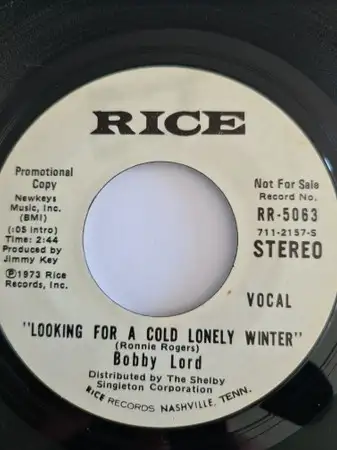 RICE
Promotional
Copy
Newkeys
Music, Inc.
(BMI)
(:05 intro)
Time: 2:44
Produced by
Jimmy Key
Ⓟ1973 Rice
Records, Inc.
Not For Sale
Record No.
RR-5063
711-2157-S
STEREO
VOCAL
"LOOKING FOR A COLD LONELY WINTER"
(Ronnie Rogers)
Bobby Lord
Distributed by The Shelby
Singleton Corporation
RICE RECORDS NASHVILLE, TENN.